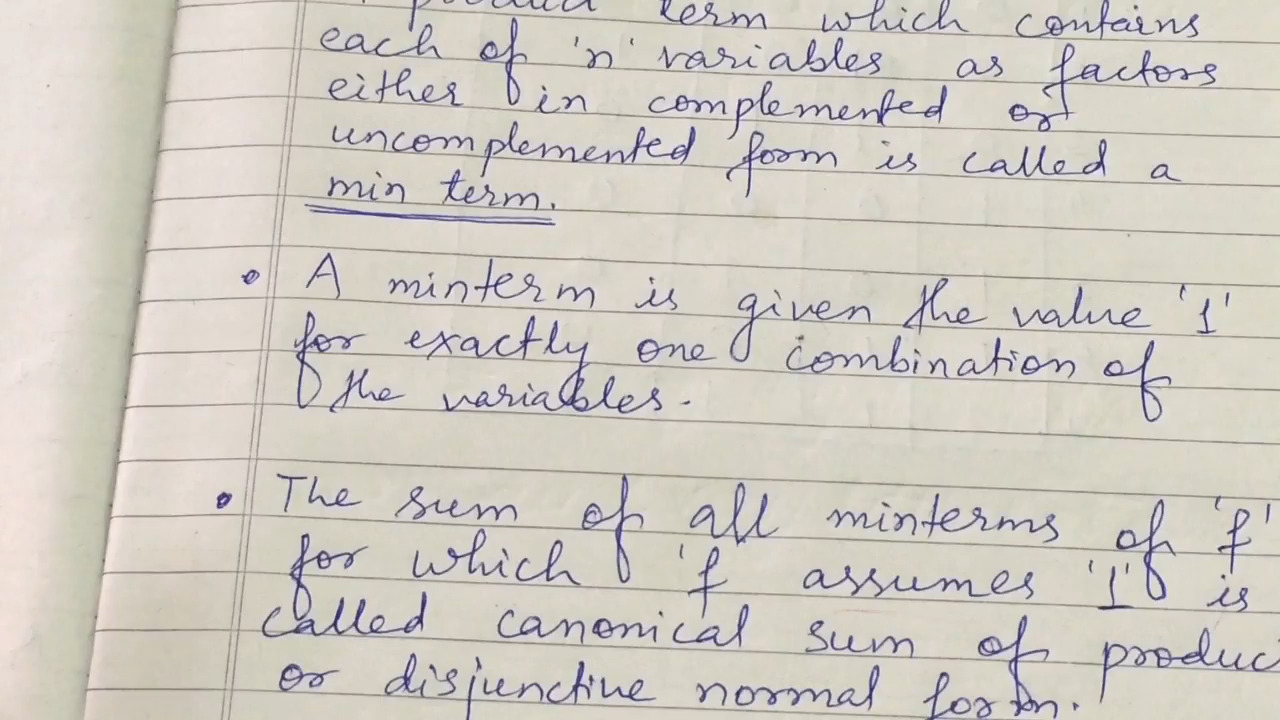 product term which contains
each of 'n' variables as factors
either in complemented or
uncomplemented form is called a
min term.
• A minterm is given the value '1'
for exactly one combination of
the variables.
• The sum of all minterms of 'f'
for which 'f assumes '1' is
called canonical sum of produc
or disjunctive normal form.